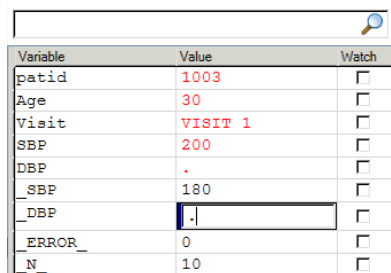 Variable Value Watch
patid 1003
Age 30
Visit VISIT 1
SBP 200
DBP .
_SBP 180
_DBP .
_ERROR_ 0
_N_ 10